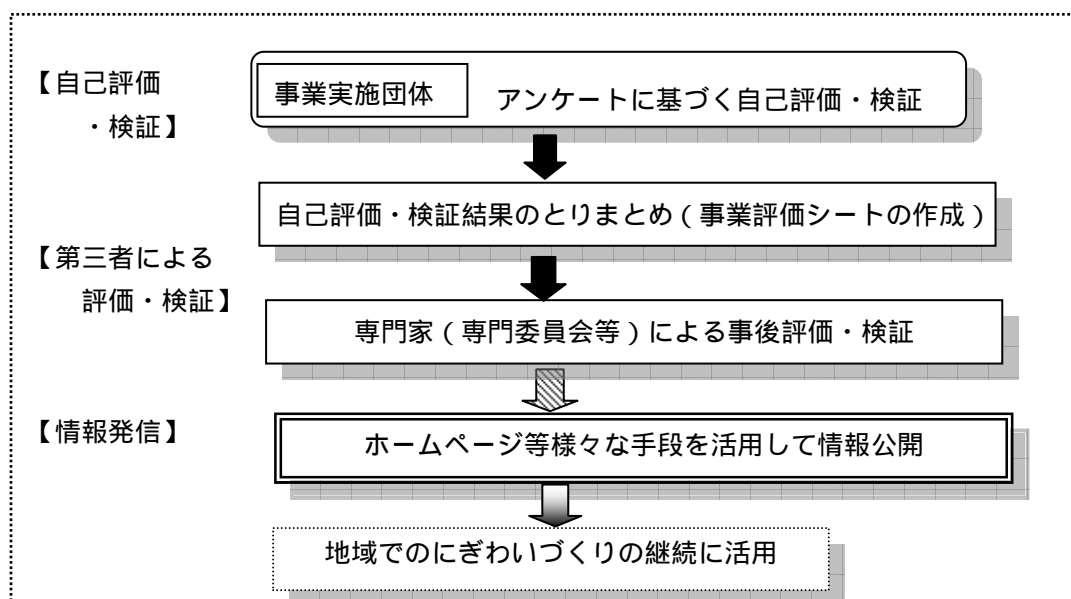 【自己評価
・検証】
事業実施団体 アンケートに基づく自己評価・検証
自己評価・検証結果のとりまとめ(事業評価シートの作成)
【第三者による
評価・検証】
専門家(専門委員会等)による事後評価・検証
【情報発信】
ホームページ等様々な手段を活用して情報公開
地域でのにぎわいづくりの継続に活用